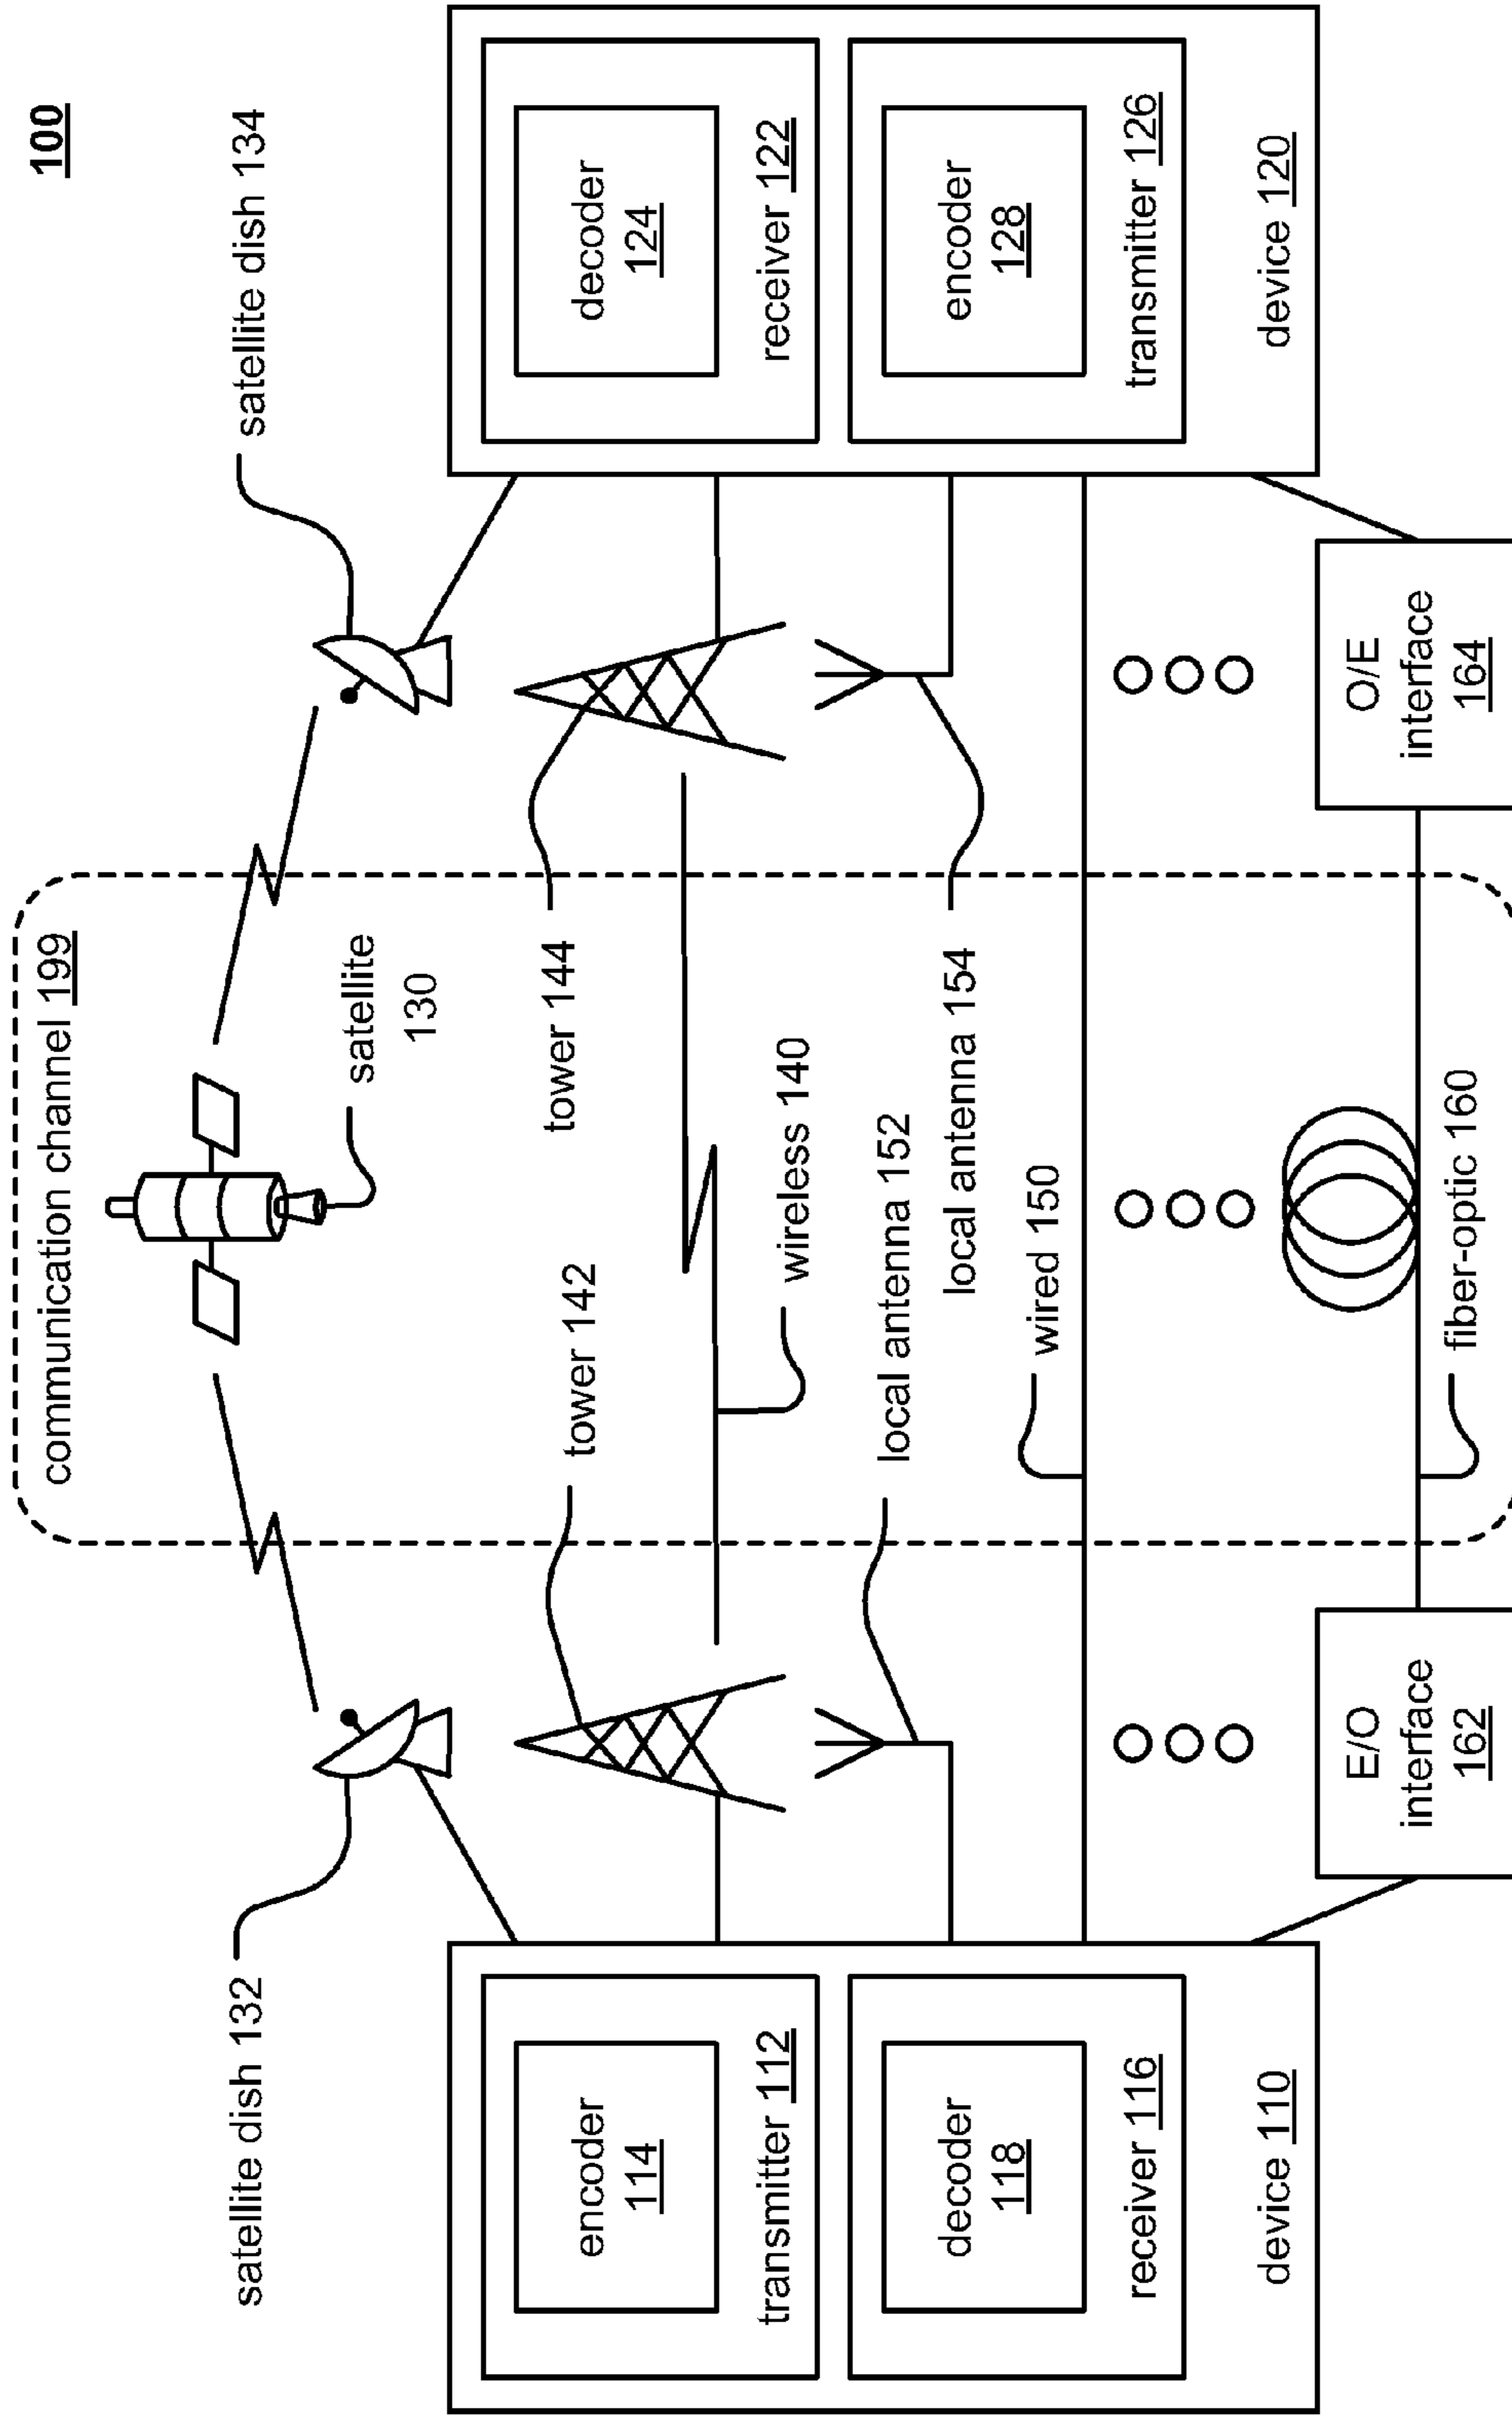 100
communication channel 199
satellite dish 132
satellite
130
satellite dish 134
encoder
114
transmitter 112
decoder
118
receiver 116
device 110
tower 142
tower 144
wireless 140
local antenna 152
local antenna 154
wired 150
decoder
124
receiver 122
encoder
128
transmitter 126
device 120
E/O
interface
162
fiber-optic 160
O/E
interface
164